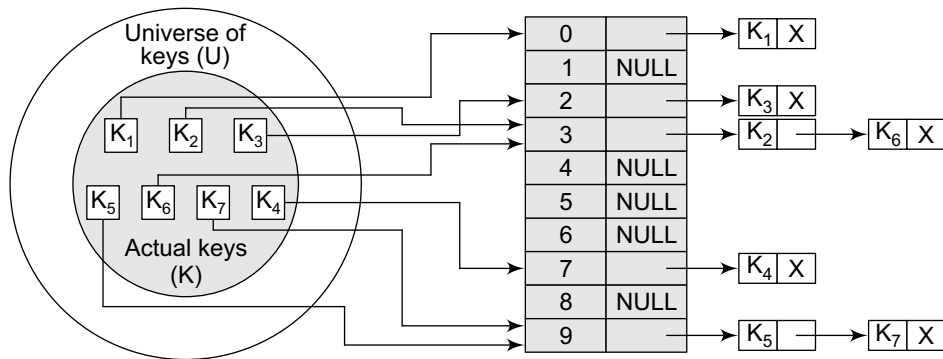 Universe of
keys (U)
K₁ K₂ K₃
K₅ K₆ K₇ K₄
Actual keys
(K)
0 K₁ X
1 NULL
2 K₃ X
3 K₂ K₆ X
4 NULL
5 NULL
6 NULL
7 K₄ X
8 NULL
9 K₅ K₇ X